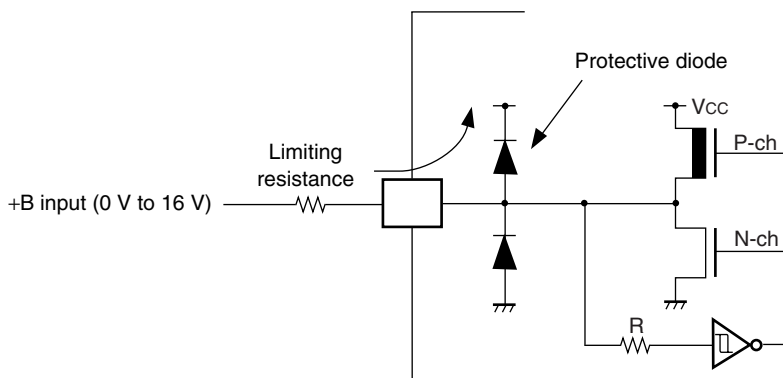 Protective diode
VCC
P-ch
Limiting
resistance
+B input (0 V to 16 V)
N-ch
R